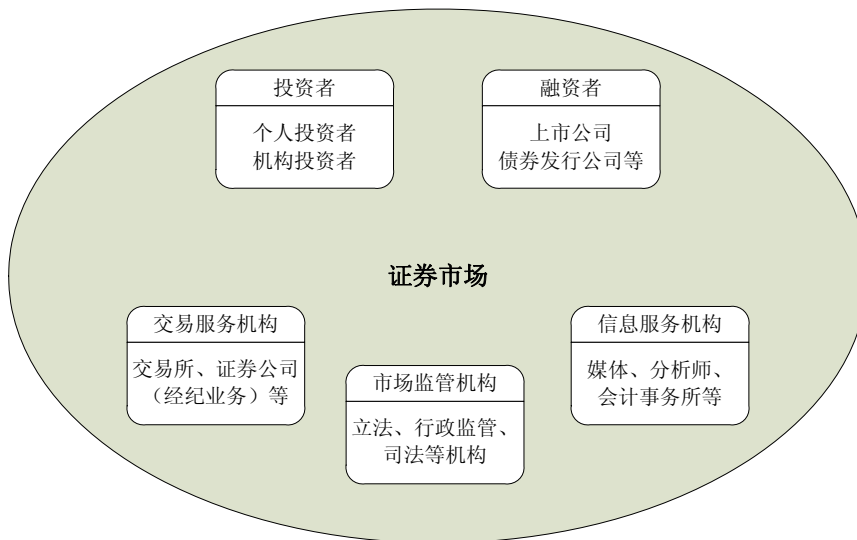 投资者
个人投资者
机构投资者
融资者
上市公司
债券发行公司等
证券市场
交易服务机构
交易所、证券公司
（经纪业务）等
市场监管机构
立法、行政监管、
司法等机构
信息服务机构
媒体、分析师、
会计事务所等